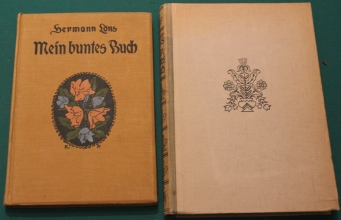 Hermann Löns
Mein buntes Buch